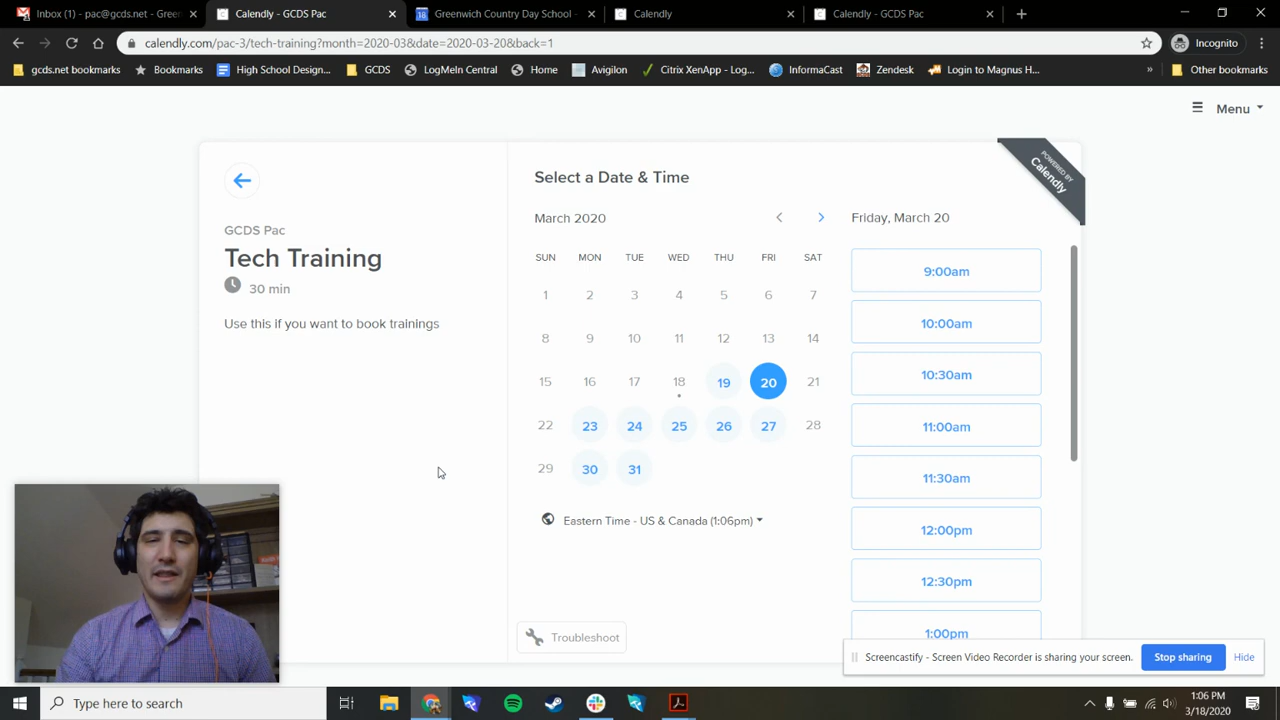 Inbox (1) - pac@gcds.net - Green
Calendly - GCDS Pac
Greenwich Country Day School -
Calendly
Calendly - GCDS Pac
calendly.com/pac-3/tech-training?month=2020-03&date=2020-03-20&back=1
Incognito
gcds.net bookmarks
Bookmarks
High School Design...
GCDS
LogMeIn Central
Home
Avigilon
Citrix XenApp - Log...
InformaCast
Zendesk
Login to Magnus H...
»
Other bookmarks
Menu
POWERED BY
Calendly
GCDS Pac
Tech Training
30 min
Use this if you want to book trainings
Select a Date & Time
March 2020
SUN MON TUE WED THU FRI SAT
1 2 3 4 5 6 7
8 9 10 11 12 13 14
15 16 17 18 19 20 21
22 23 24 25 26 27 28
29 30 31
Eastern Time - US & Canada (1:06pm)
Troubleshoot
Friday, March 20
9:00am
10:00am
10:30am
11:00am
11:30am
12:00pm
12:30pm
1:00pm
Screencastify - Screen Video Recorder is sharing your screen.
Stop sharing
Hide
Type here to search
1:06 PM
3/18/2020